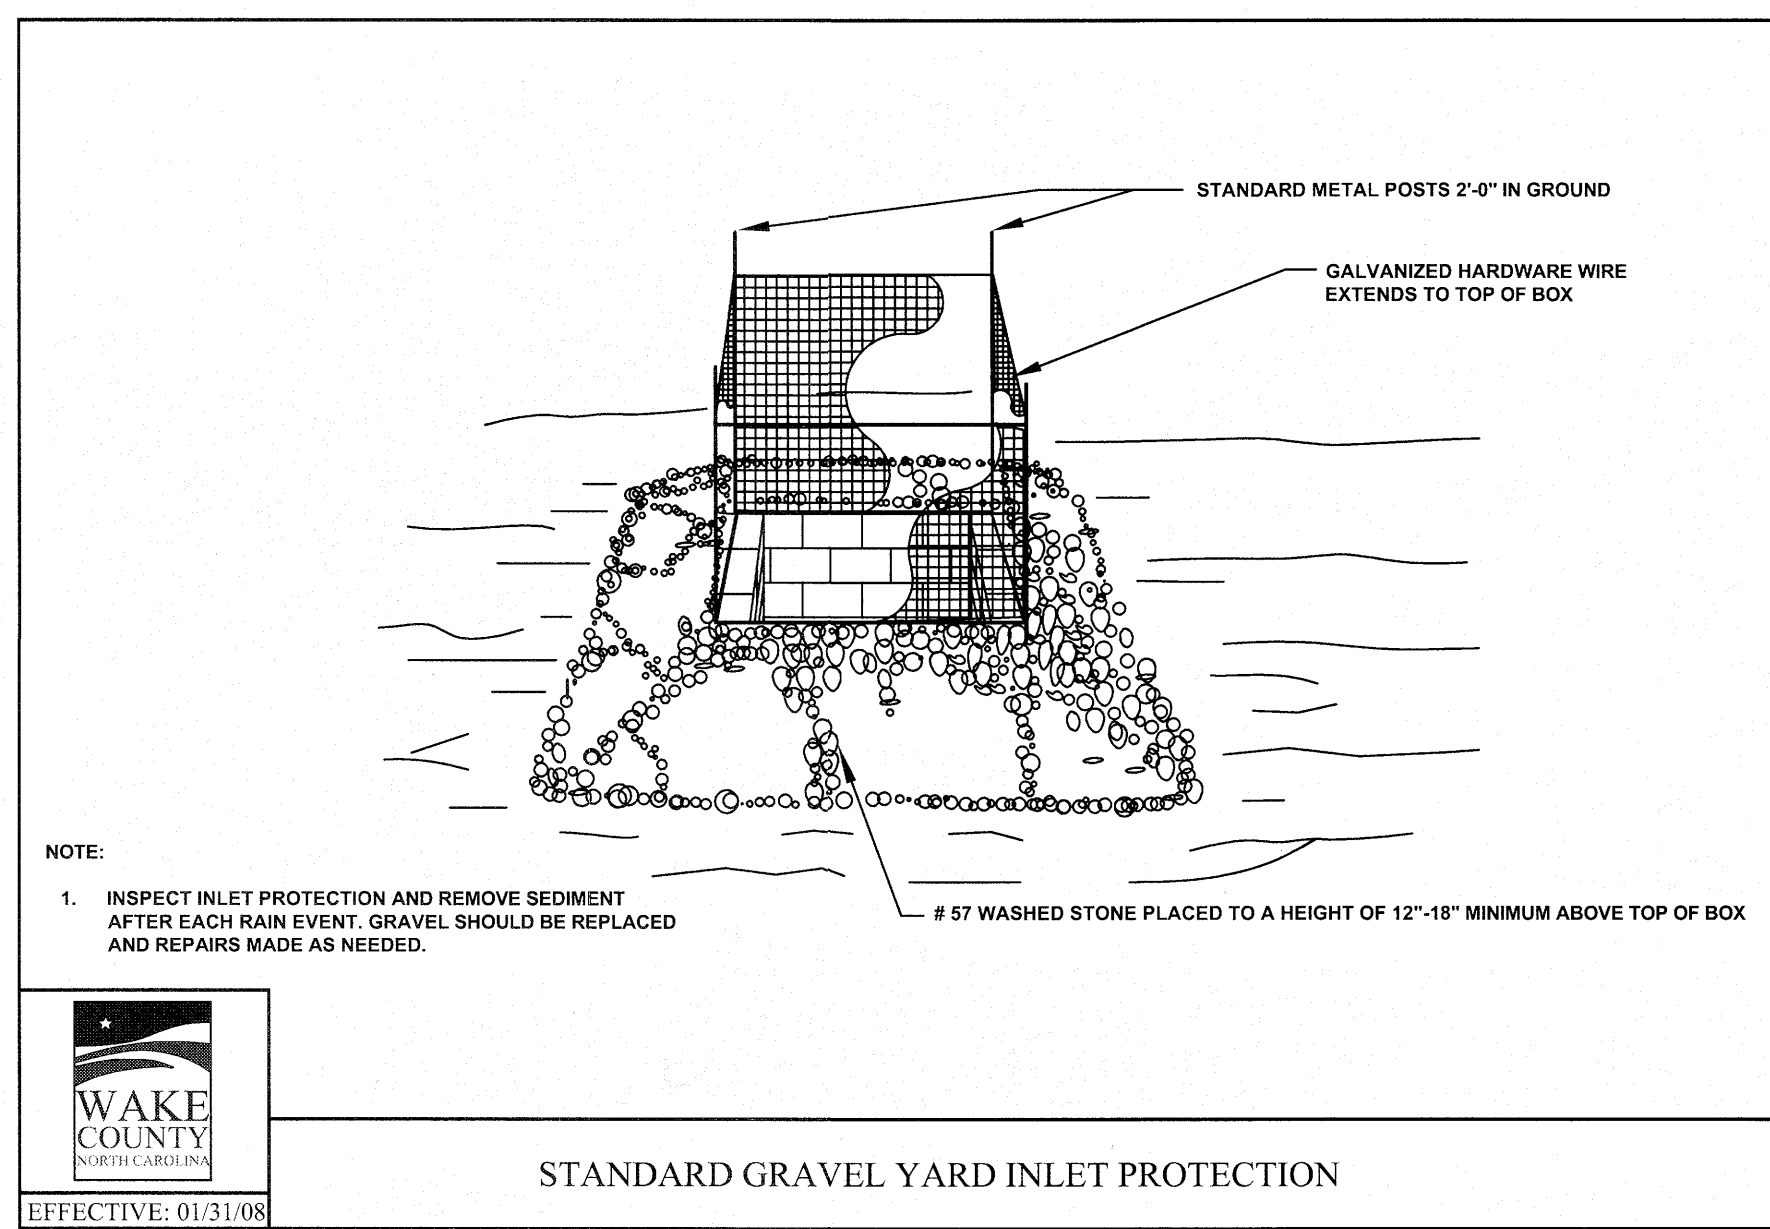 STANDARD METAL POSTS 2'-0" IN GROUND
GALVANIZED HARDWARE WIRE
EXTENDS TO TOP OF BOX
NOTE:
1. INSPECT INLET PROTECTION AND REMOVE SEDIMENT
AFTER EACH RAIN EVENT. GRAVEL SHOULD BE REPLACED
AND REPAIRS MADE AS NEEDED.
# 57 WASHED STONE PLACED TO A HEIGHT OF 12"-18" MINIMUM ABOVE TOP OF BOX
WAKE
COUNTY
NORTH CAROLINA
STANDARD GRAVEL YARD INLET PROTECTION
EFFECTIVE: 01/31/08